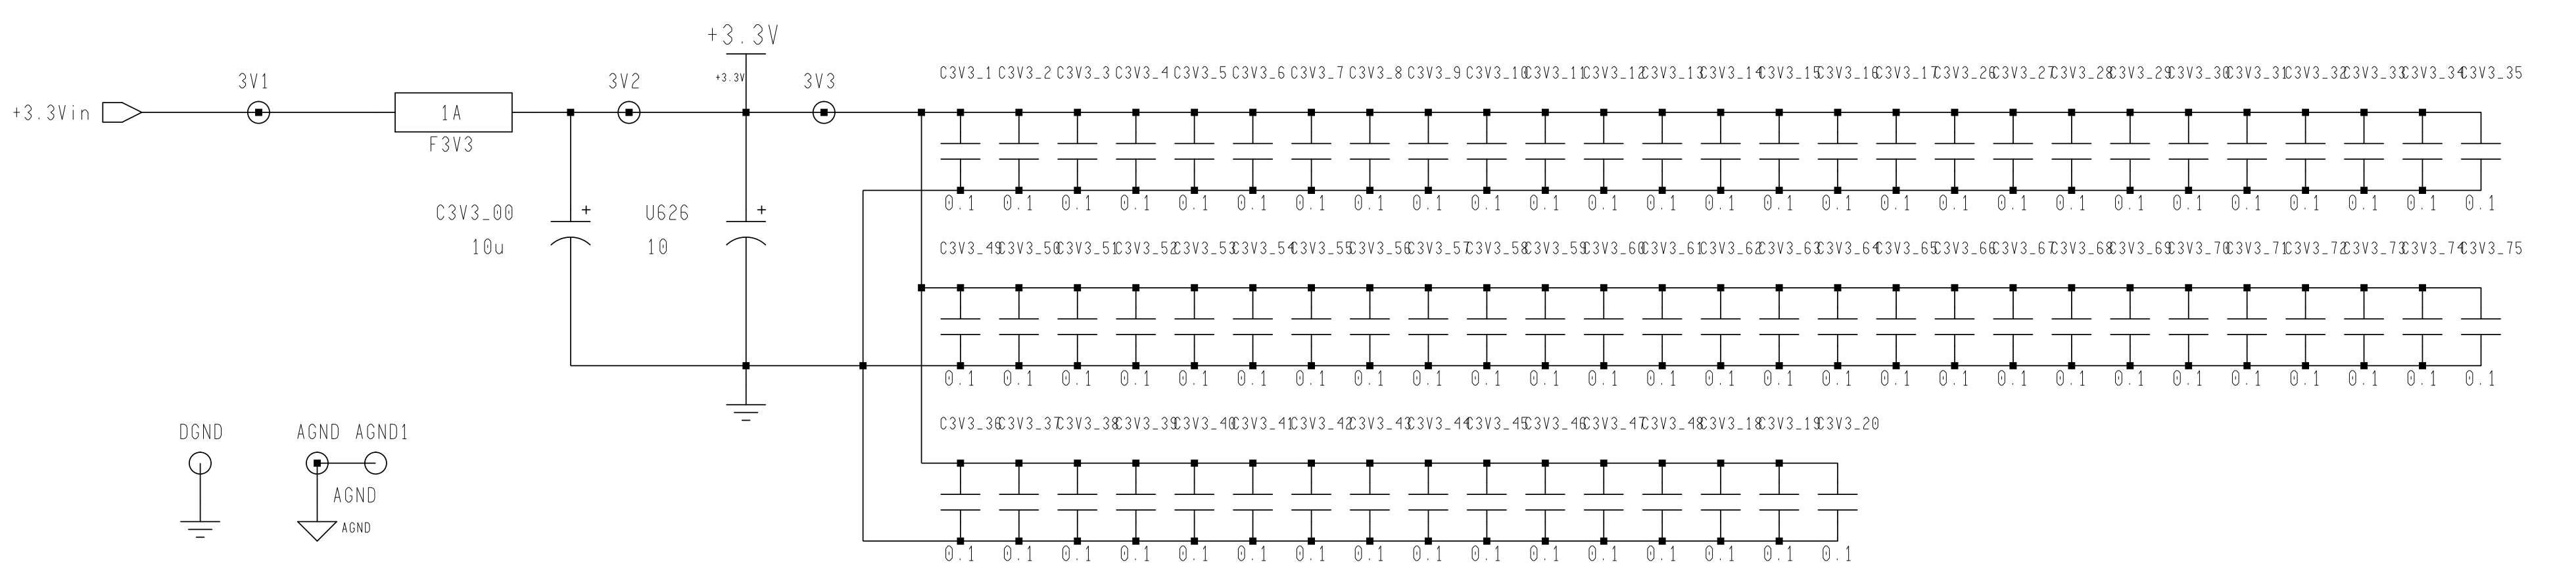 +3.3V
+3.3V
3V1
3V2
3V3
+3.3Vin
1A
F3V3
C3V3_1 C3V3_2 C3V3_3 C3V3_4 C3V3_5 C3V3_6 C3V3_7 C3V3_8 C3V3_9 C3V3_10 C3V3_11 C3V3_12 C3V3_13 C3V3_14 C3V3_15 C3V3_16 C3V3_17 C3V3_26 C3V3_27 C3V3_28 C3V3_29 C3V3_30 C3V3_31 C3V3_32 C3V3_33 C3V3_34 C3V3_35
0.1 0.1 0.1 0.1 0.1 0.1 0.1 0.1 0.1 0.1 0.1 0.1 0.1 0.1 0.1 0.1 0.1 0.1 0.1 0.1 0.1 0.1 0.1 0.1 0.1 0.1 0.1
C3V3_00
10u
+
U626
10
+
C3V3_49 C3V3_50 C3V3_51 C3V3_52 C3V3_53 C3V3_54 C3V3_55 C3V3_56 C3V3_57 C3V3_58 C3V3_59 C3V3_60 C3V3_61 C3V3_62 C3V3_63 C3V3_64 C3V3_65 C3V3_66 C3V3_67 C3V3_68 C3V3_69 C3V3_70 C3V3_71 C3V3_72 C3V3_73 C3V3_74 C3V3_75
0.1 0.1 0.1 0.1 0.1 0.1 0.1 0.1 0.1 0.1 0.1 0.1 0.1 0.1 0.1 0.1 0.1 0.1 0.1 0.1 0.1 0.1 0.1 0.1 0.1 0.1 0.1
C3V3_36 C3V3_37 C3V3_38 C3V3_39 C3V3_40 C3V3_41 C3V3_42 C3V3_43 C3V3_44 C3V3_45 C3V3_46 C3V3_47 C3V3_48 C3V3_18 C3V3_19 C3V3_20
0.1 0.1 0.1 0.1 0.1 0.1 0.1 0.1 0.1 0.1 0.1 0.1 0.1 0.1 0.1 0.1
DGND
AGND AGND1
AGND
AGND